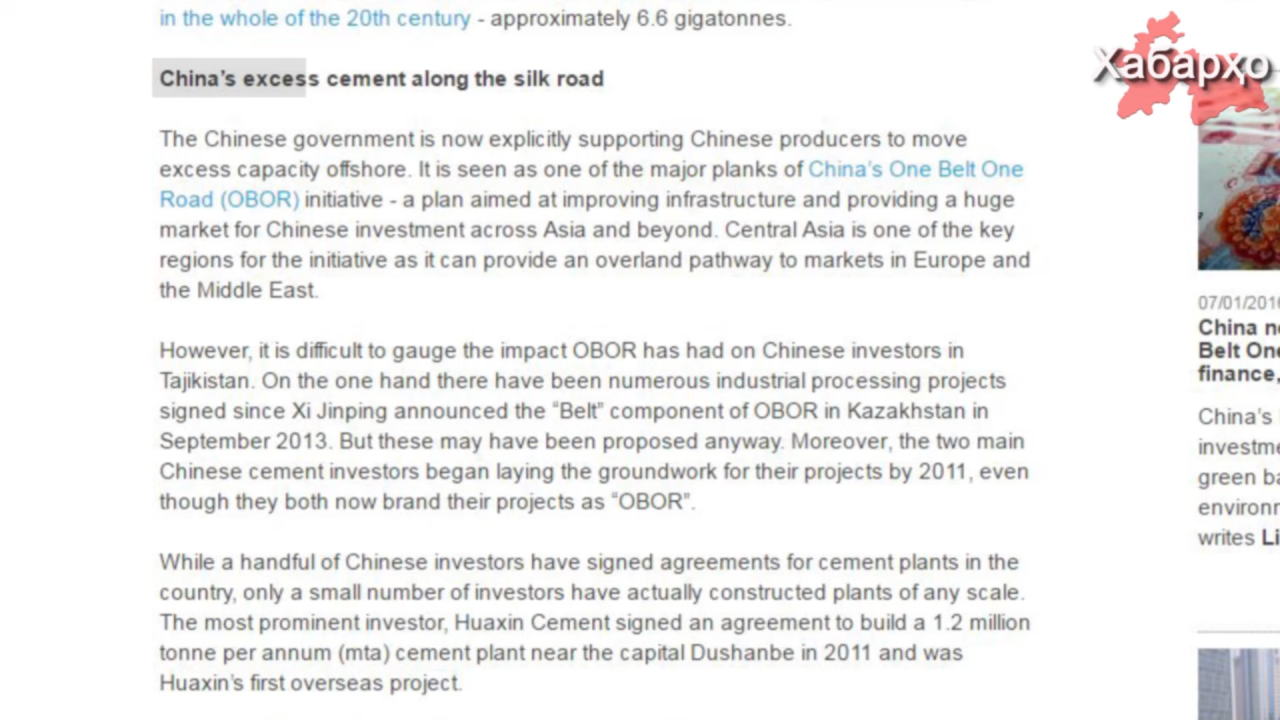 in the whole of the 20th century - approximately 6.6 gigatonnes.
Хабарҳо
China's excess cement along the silk road
The Chinese government is now explicitly supporting Chinese producers to move
excess capacity offshore. It is seen as one of the major planks of China's One Belt One
Road (OBOR) initiative - a plan aimed at improving infrastructure and providing a huge
market for Chinese investment across Asia and beyond. Central Asia is one of the key
regions for the initiative as it can provide an overland pathway to markets in Europe and
the Middle East.
However, it is difficult to gauge the impact OBOR has had on Chinese investors in
Tajikistan. On the one hand there have been numerous industrial processing projects
signed since Xi Jinping announced the “Belt” component of OBOR in Kazakhstan in
September 2013. But these may have been proposed anyway. Moreover, the two main
Chinese cement investors began laying the groundwork for their projects by 2011, even
though they both now brand their projects as “OBOR”.
While a handful of Chinese investors have signed agreements for cement plants in the
country, only a small number of investors have actually constructed plants of any scale.
The most prominent investor, Huaxin Cement signed an agreement to build a 1.2 million
tonne per annum (mta) cement plant near the capital Dushanbe in 2011 and was
Huaxin's first overseas project.
07/01/2016
China
Belt One
finance,
China's
green
writes Li